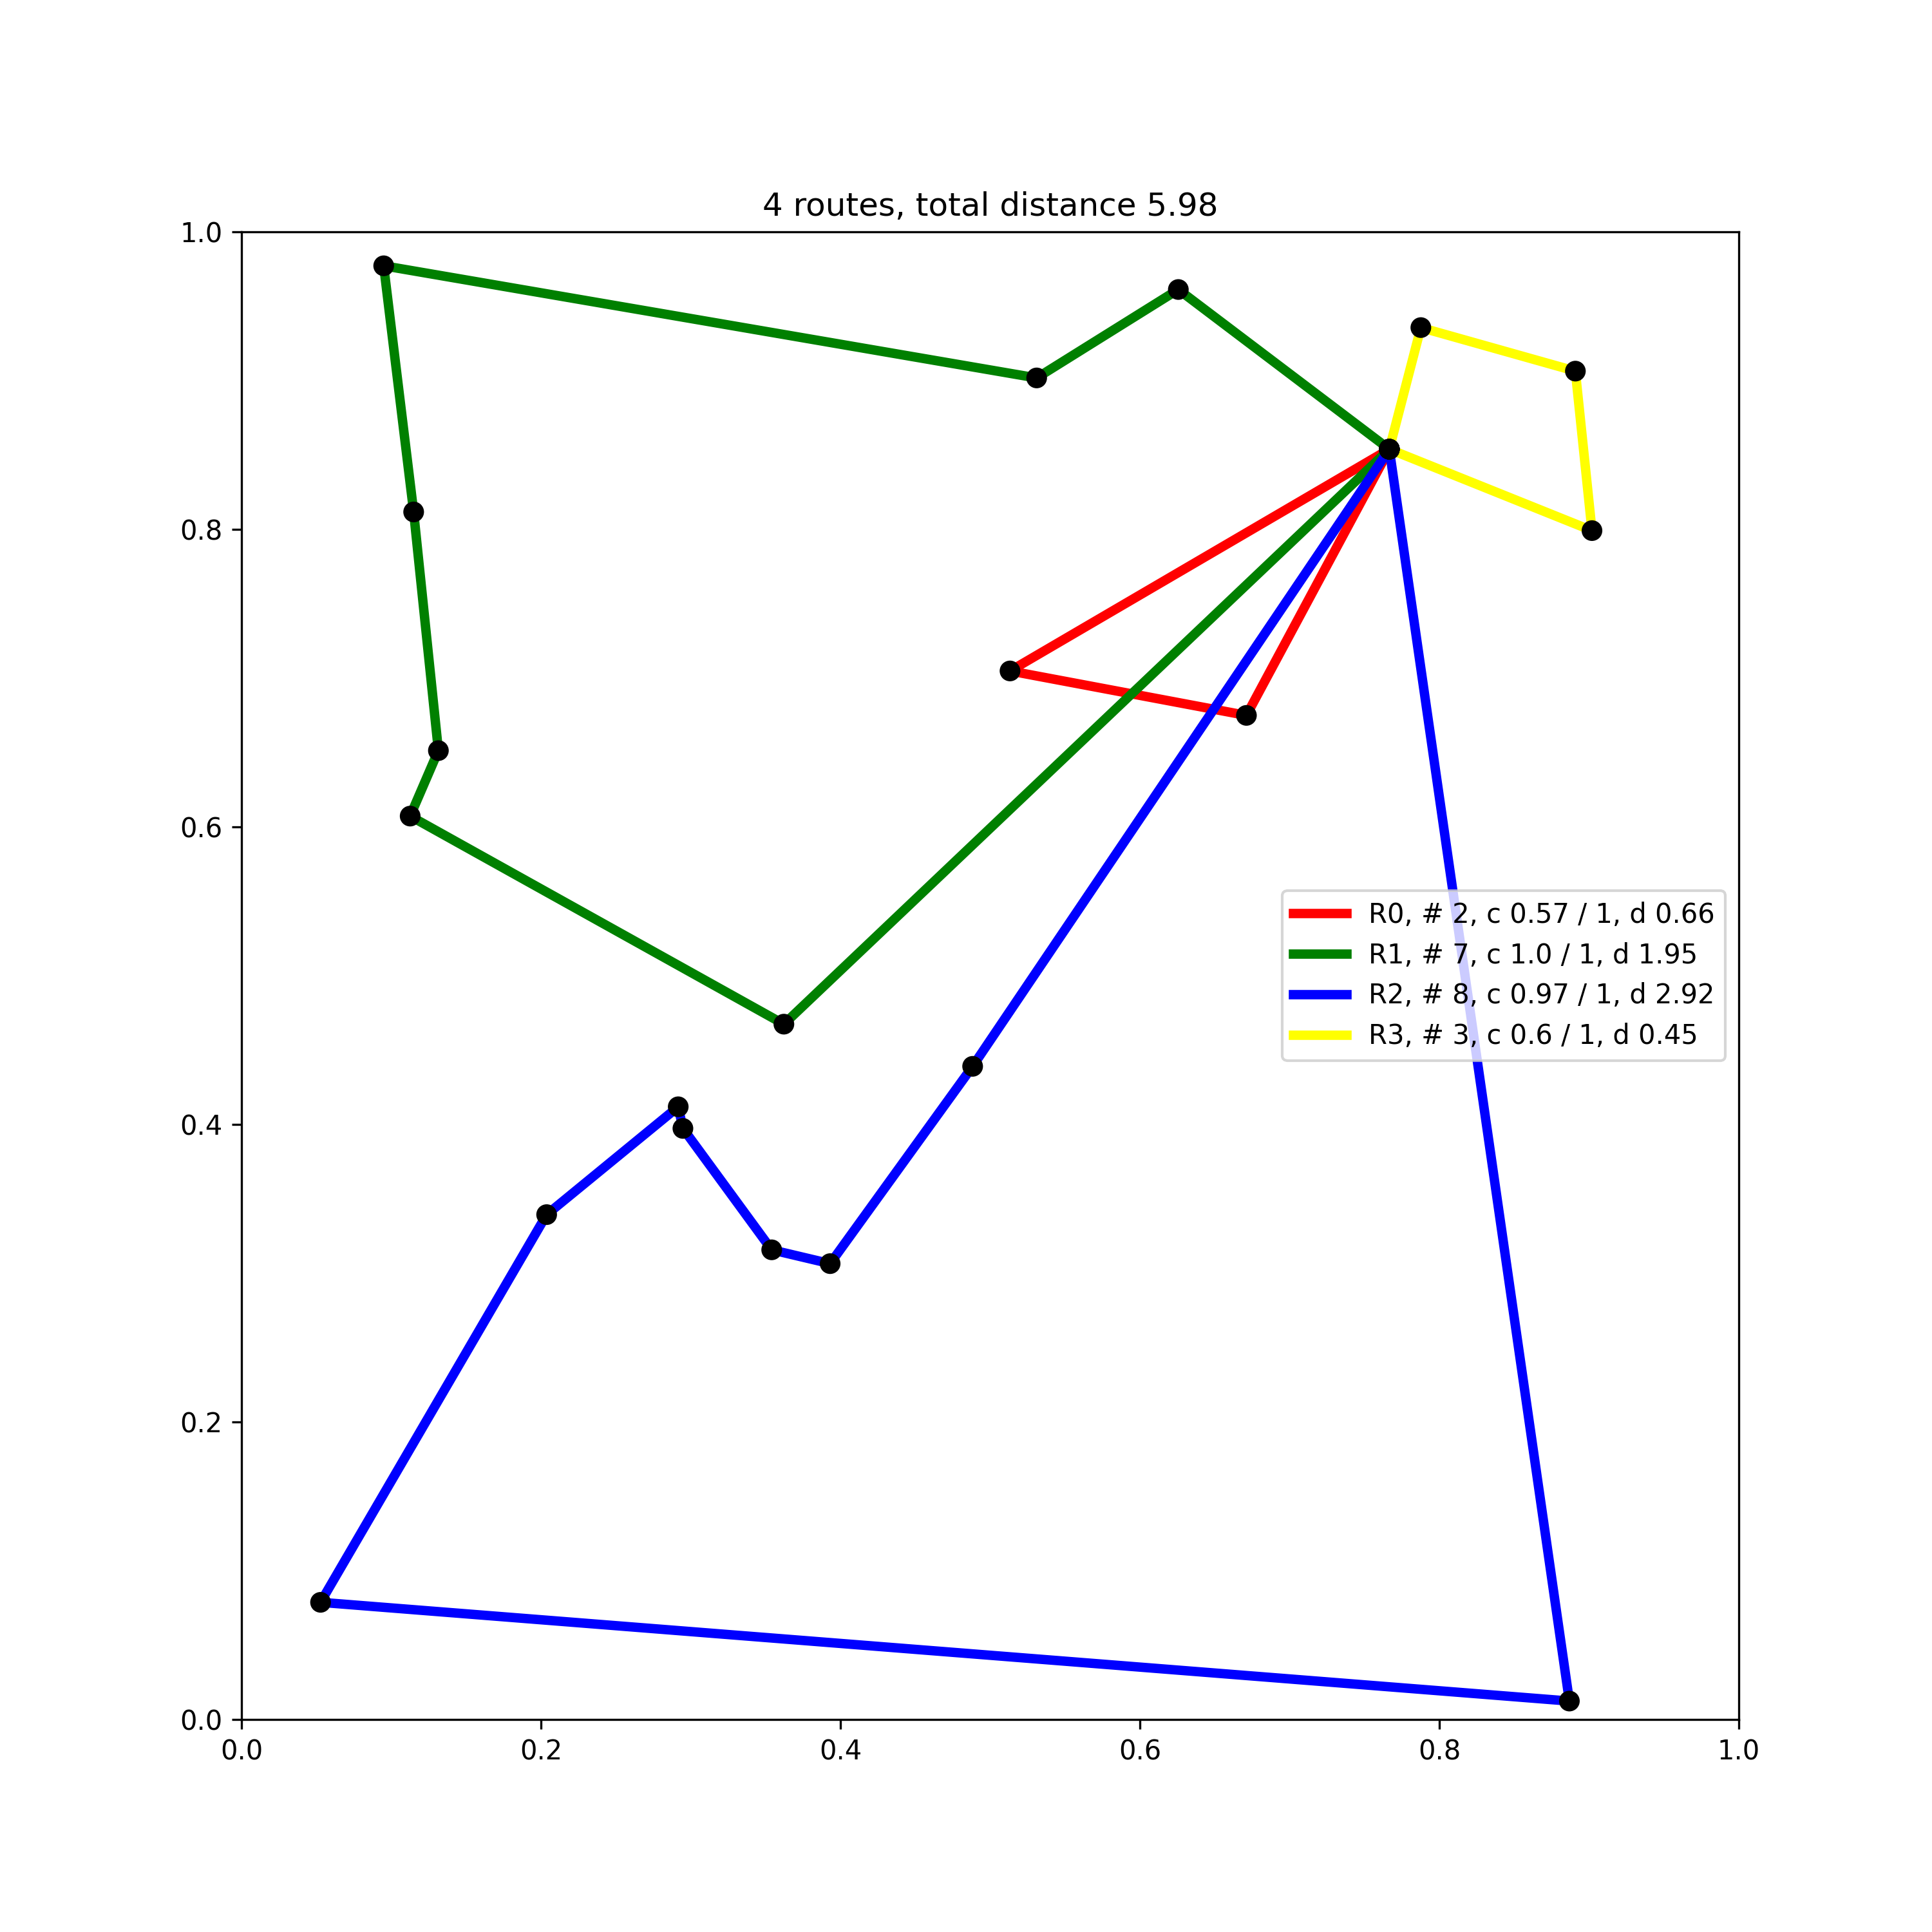 4 routes, total distance 5.98
1.0
0.8
0.6
0.4
0.2
0.0
R0, # 2, c 0.57 / 1, d 0.66
R1, # 7, c 1.0 / 1, d 1.95
R2, # 8, c 0.97 / 1, d 2.92
R3, # 3, c 0.6 / 1, d 0.45
0.0 0.2 0.4 0.6 0.8 1.0